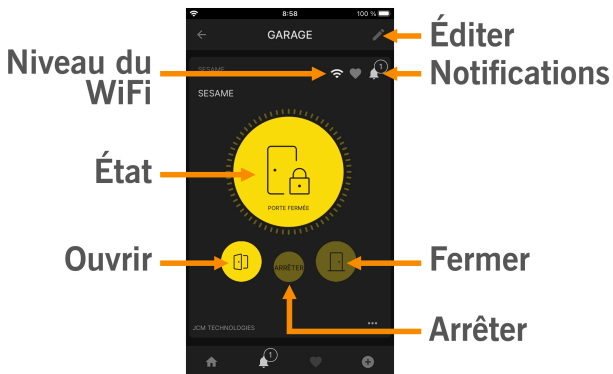 8:58
100 %
GARAGE
Éditer
Niveau du
WiFi
SESAME
1
Notifications
SESAME
État
PORTE FERMÉE
Ouvrir
ARRÊTER
Fermer
Arrêter
JCM TECHNOLOGIES
...
1